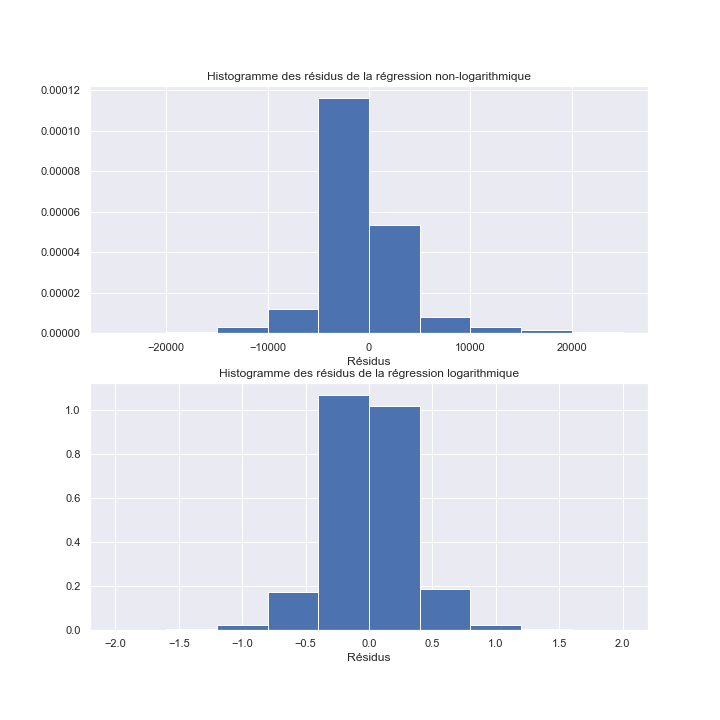 Histogramme des résidus de la régression non-logarithmique
0.00012
0.00010
0.00008
0.00006
0.00004
0.00002
0.00000
−20000 −10000 0 10000 20000
Résidus
Histogramme des résidus de la régression logarithmique
1.0
0.8
0.6
0.4
0.2
0.0
−2.0 −1.5 −1.0 −0.5 0.0 0.5 1.0 1.5 2.0
Résidus